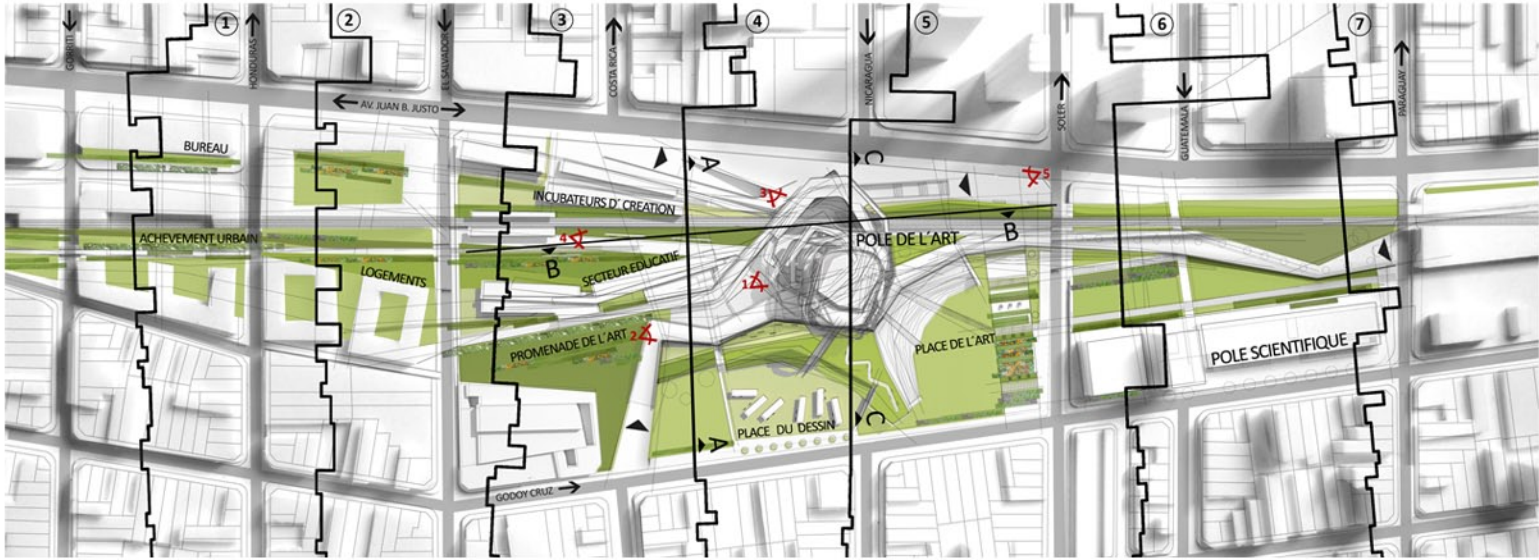 1
2
3
4
5
6
7
GORRITI
HONDURAS
EL SALVADOR
COSTA RICA
NICARAGUA
SOLER
GUATEMALA
PARAGUAY
AV. JUAN B. JUSTO
BUREAU
A
C
3
5
INCUBATEURS D´ CREATION
ACHEVEMENT URBAIN
4
B
POLE DE L´ART
B
LOGEMENTS
SECTEUR EDUCATIF
1
PROMENADE DE L´ART
2
PLACE DE L´ART
POLE SCIENTIFIQUE
PLACE DU DESSIN
A
C
GODOY CRUZ